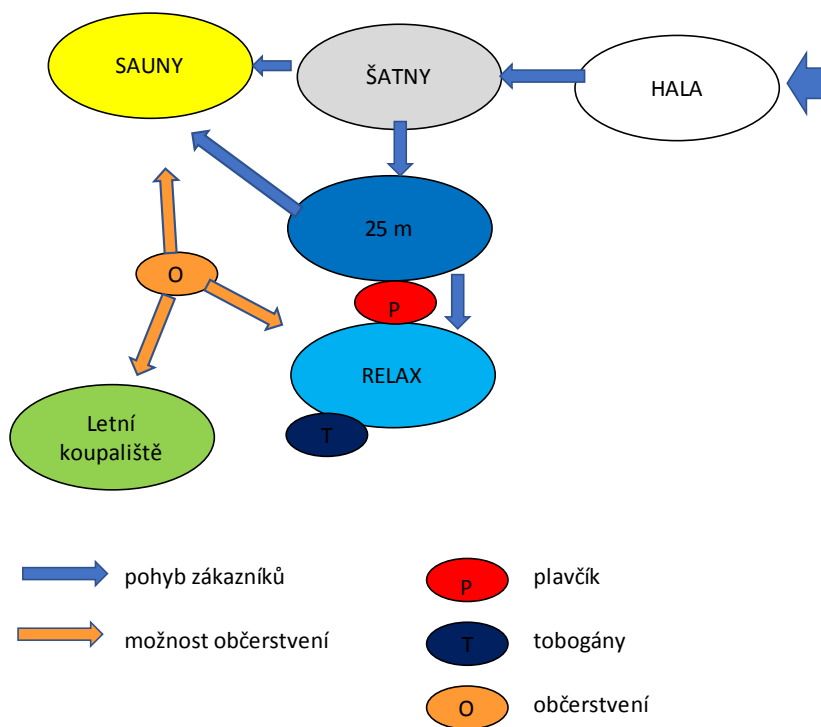 SAUNY
ŠATNY
HALA
25 m
O
P
RELAX
T
Letní
koupaliště
pohyb zákazníků
P
plavčík
možnost občerstvení
T
tobogány
O
občerstvení